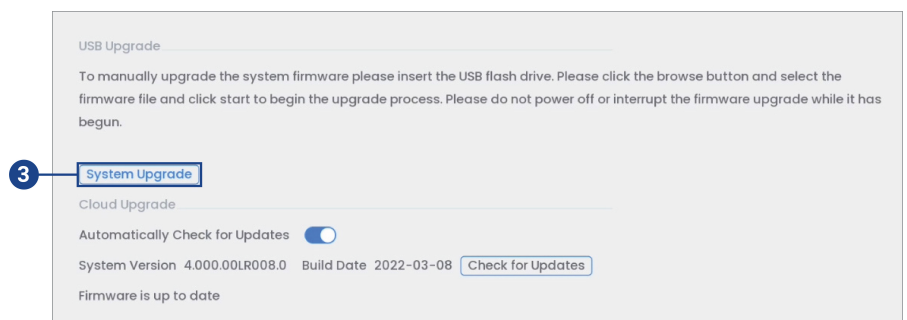 USB Upgrade
To manually upgrade the system firmware please insert the USB flash drive. Please click the browse button and select the
firmware file and click start to begin the upgrade process. Please do not power off or interrupt the firmware upgrade while it has
begun.
3 System Upgrade
Cloud Upgrade
Automatically Check for Updates
System Version 4.000.00LR008.0 Build Date 2022-03-08 Check for Updates
Firmware is up to date